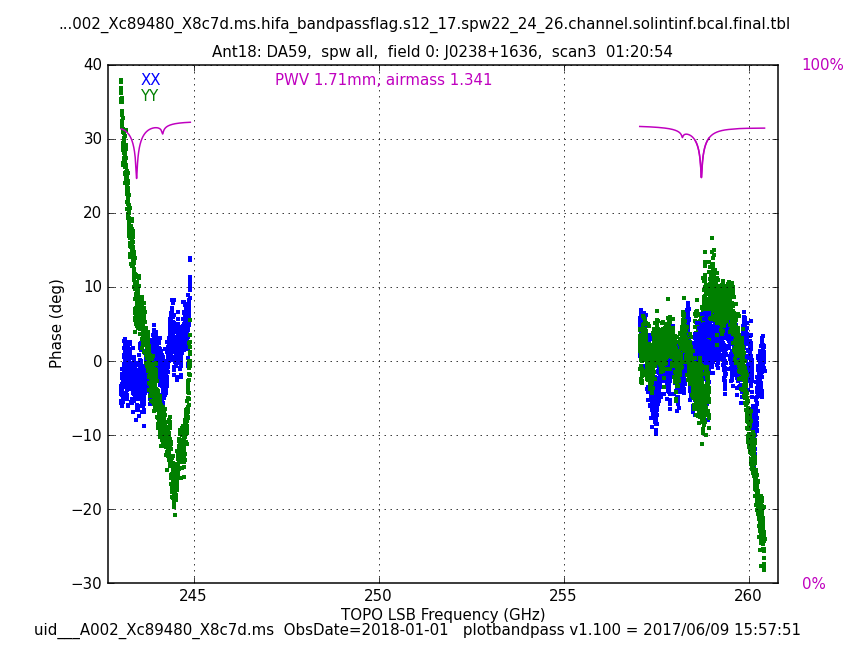 ...002_Xc89480_X8c7d.ms.hifa_bandpassflag.s12_17.spw22_24_26.channel.solintinf.bcal.final.tbl
Ant18: DA59,  spw all,  field 0: J0238+1636,  scan3  01:20:54
40
100%
XX
PWV 1.71mm, airmass 1.341
YY
30
20
10
0
−10
−20
−30
0%
Phase (deg)
245
250
255
260
TOPO LSB Frequency (GHz)
uid___A002_Xc89480_X8c7d.ms  ObsDate=2018-01-01   plotbandpass v1.100 = 2017/06/09 15:57:51